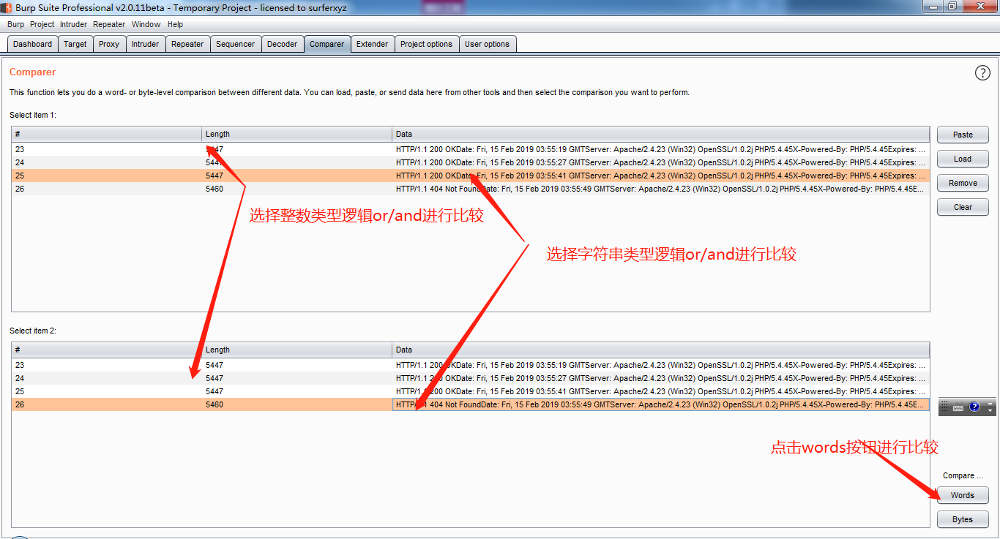 Burp Suite Professional v2.0.11beta - Temporary Project - licensed to surferxyz
Burp Project Intruder Repeater Window Help
Dashboard Target Proxy Intruder Repeater Sequencer Decoder Comparer Extender Project options User options
Comparer
?
This function lets you do a word- or byte-level comparison between different data. You can load, paste, or send data here from other tools and then select the comparison you want to perform.
Select item 1:
# Length Data
23 5447 HTTP/1.1 200 OKDate: Fri, 15 Feb 2019 03:55:19 GMTServer: Apache/2.4.23 (Win32) OpenSSL/1.0.2j PHP/5.4.45X-Powered-By: PHP/5.4.45Expires: ...
24 5447 HTTP/1.1 200 OKDate: Fri, 15 Feb 2019 03:55:27 GMTServer: Apache/2.4.23 (Win32) OpenSSL/1.0.2j PHP/5.4.45X-Powered-By: PHP/5.4.45Expires: ...
25 5447 HTTP/1.1 200 OKDate: Fri, 15 Feb 2019 03:55:41 GMTServer: Apache/2.4.23 (Win32) OpenSSL/1.0.2j PHP/5.4.45X-Powered-By: PHP/5.4.45Expires: ...
26 5460 HTTP/1.1 404 Not FoundDate: Fri, 15 Feb 2019 03:55:49 GMTServer: Apache/2.4.23 (Win32) OpenSSL/1.0.2j PHP/5.4.45X-Powered-By: PHP/5.4.45E...
Paste
Load
Remove
Clear
选择整数类型逻辑or/and进行比较
选择字符串类型逻辑or/and进行比较
Select item 2:
# Length Data
23 5447 HTTP/1.1 200 OKDate: Fri, 15 Feb 2019 03:55:19 GMTServer: Apache/2.4.23 (Win32) OpenSSL/1.0.2j PHP/5.4.45X-Powered-By: PHP/5.4.45Expires: ...
24 5447 HTTP/1.1 200 OKDate: Fri, 15 Feb 2019 03:55:27 GMTServer: Apache/2.4.23 (Win32) OpenSSL/1.0.2j PHP/5.4.45X-Powered-By: PHP/5.4.45Expires: ...
25 5447 HTTP/1.1 200 OKDate: Fri, 15 Feb 2019 03:55:41 GMTServer: Apache/2.4.23 (Win32) OpenSSL/1.0.2j PHP/5.4.45X-Powered-By: PHP/5.4.45Expires: ...
26 5460 HTTP/1.1 404 Not FoundDate: Fri, 15 Feb 2019 03:55:49 GMTServer: Apache/2.4.23 (Win32) OpenSSL/1.0.2j PHP/5.4.45X-Powered-By: PHP/5.4.45E...
?
点击words按钮进行比较
Compare ...
Words
Bytes